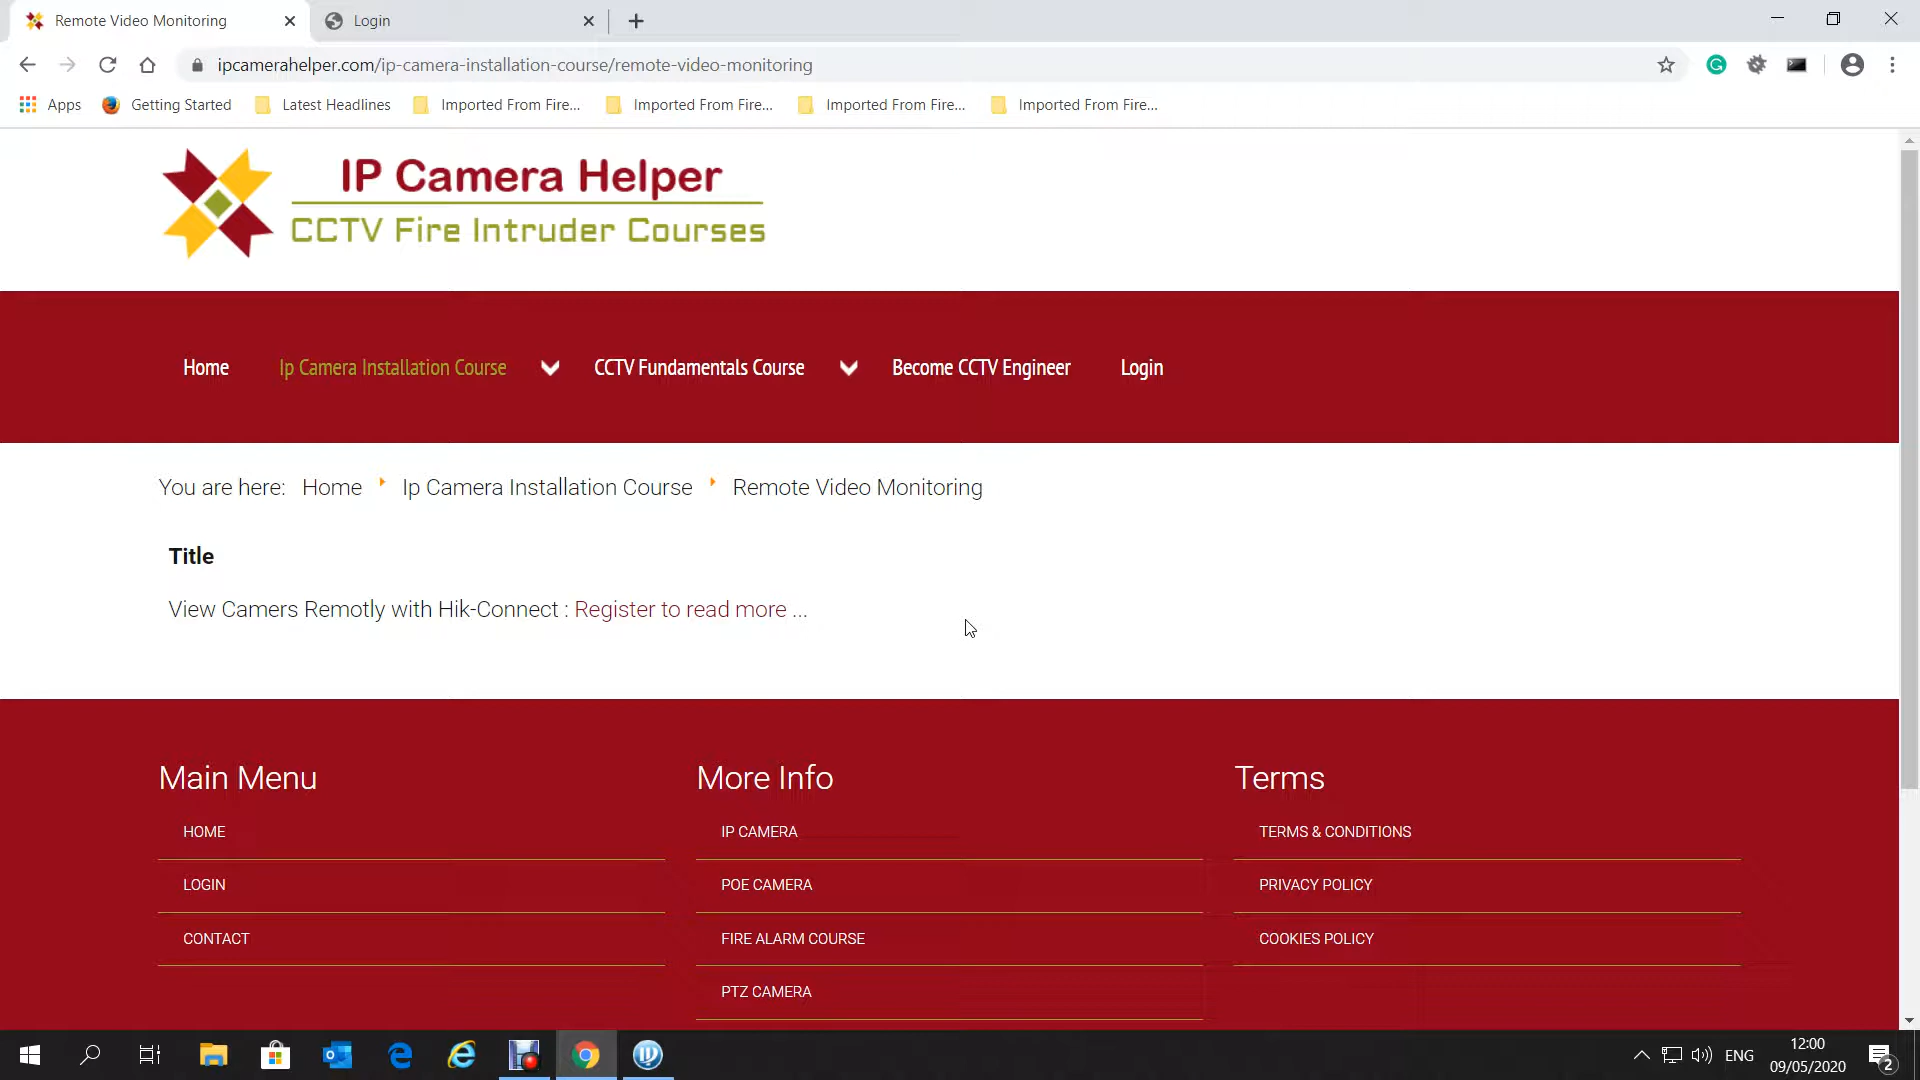 Remote Video Monitoring
Login
ipcamerahelper.com/ip-camera-installation-course/remote-video-monitoring
Apps
Getting Started
Latest Headlines
Imported From Fire...
Imported From Fire...
Imported From Fire...
Imported From Fire...
IP Camera Helper
CCTV Fire Intruder Courses
Home
Ip Camera Installation Course
CCTV Fundamentals Course
Become CCTV Engineer
Login
You are here: Home Ip Camera Installation Course Remote Video Monitoring
Title
View Camers Remotly with Hik-Connect : Register to read more ...
Main Menu
HOME
LOGIN
CONTACT
More Info
IP CAMERA
POE CAMERA
FIRE ALARM COURSE
PTZ CAMERA
Terms
TERMS & CONDITIONS
PRIVACY POLICY
COOKIES POLICY
ENG
12:00
09/05/2020
2